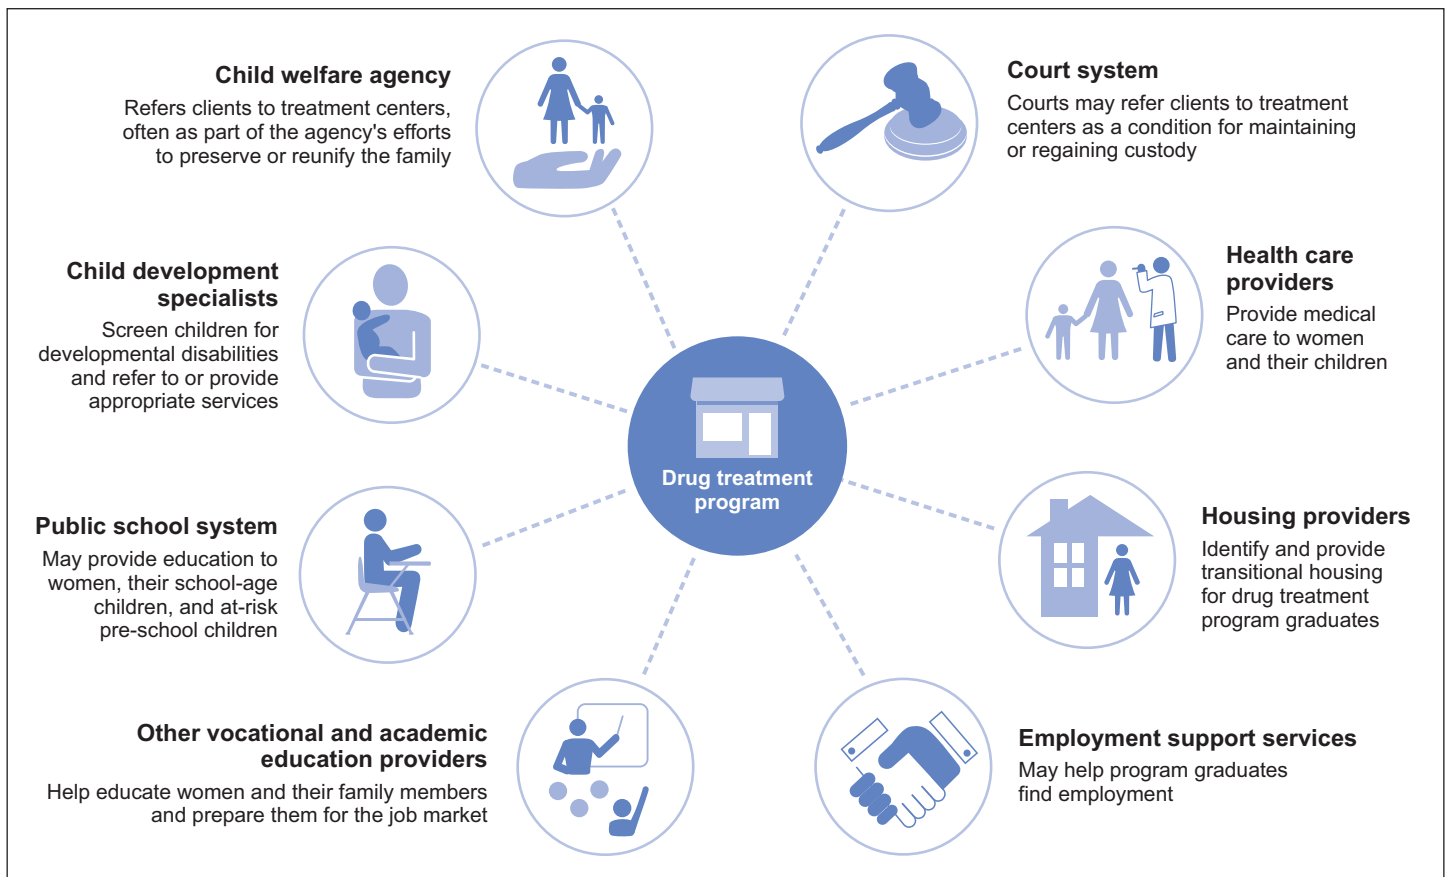 Child welfare agency
Refers clients to treatment centers,
often as part of the agency's efforts
to preserve or reunify the family
Court system
Courts may refer clients to treatment
centers as a condition for maintaining
or regaining custody
Child development
specialists
Screen children for
developmental disabilities
and refer to or provide
appropriate services
Health care
providers
Provide medical
care to women
and their children
Drug treatment
program
Public school system
May provide education to
women, their school-age
children, and at-risk
pre-school children
Housing providers
Identify and provide
transitional housing
for drug treatment
program graduates
Other vocational and academic
education providers
Help educate women and their family members
and prepare them for the job market
Employment support services
May help program graduates
find employment